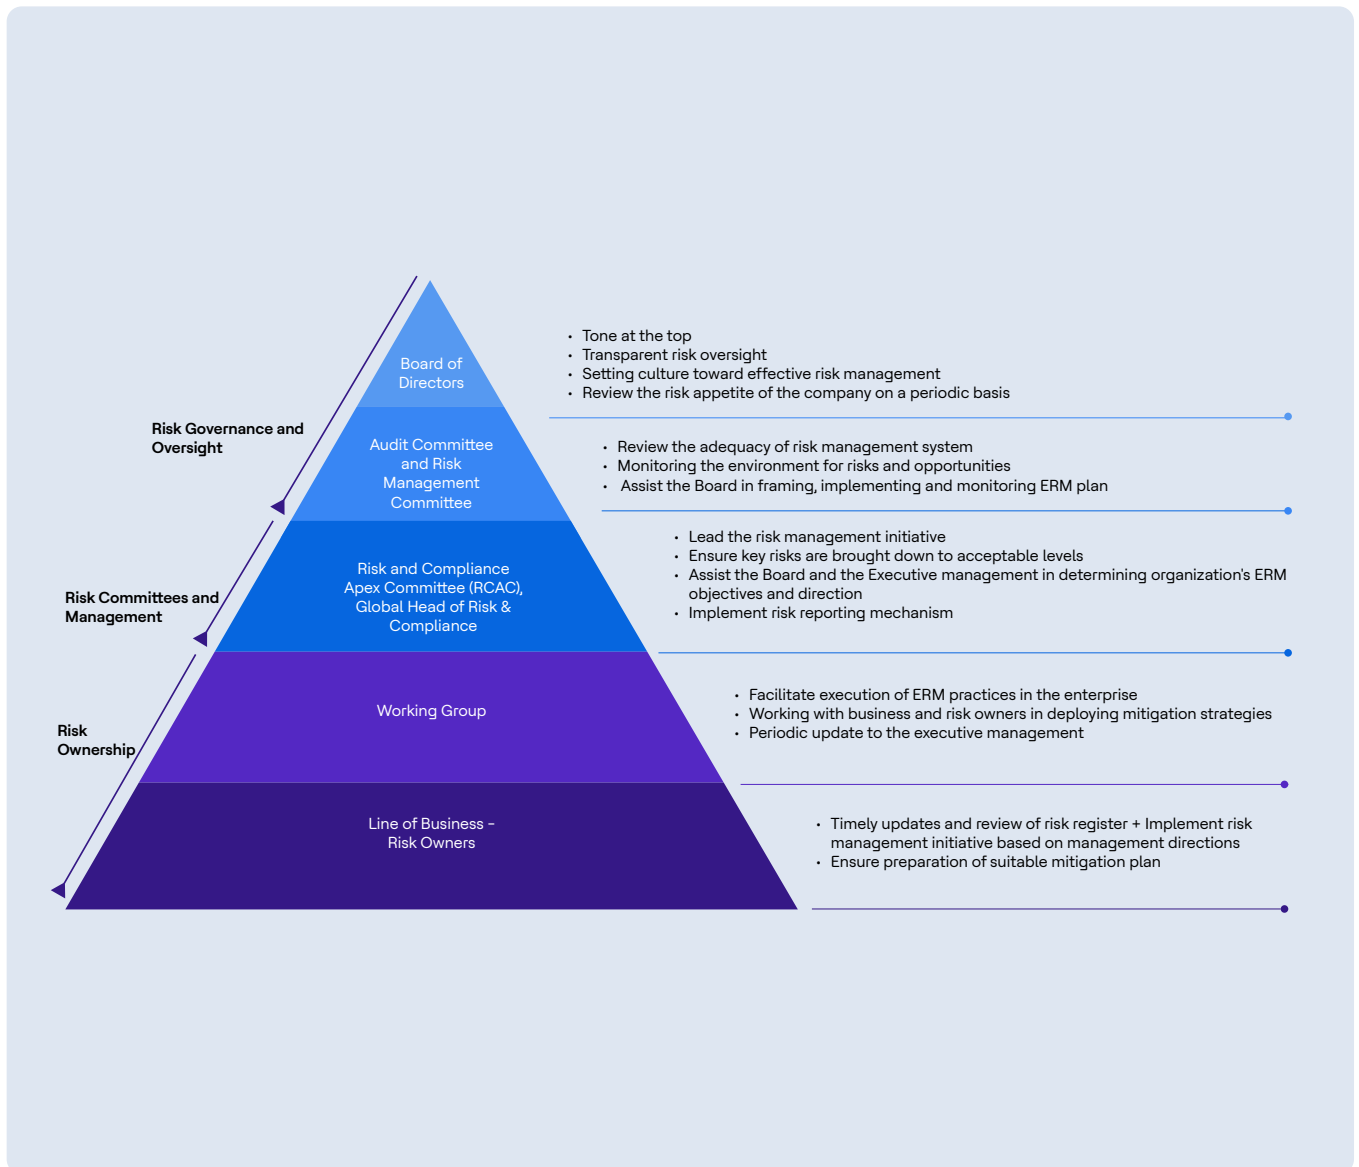 Board of
Directors
• Tone at the top
• Transparent risk oversight
• Setting culture toward effective risk management
• Review the risk appetite of the company on a periodic basis
Risk Governance and
Oversight
Audit Committee
and Risk
Management
Committee
• Review the adequacy of risk management system
• Monitoring the environment for risks and opportunities
• Assist the Board in framing, implementing and monitoring ERM plan
Risk Committees and
Management
Risk and Compliance
Apex Committee (RCAC),
Global Head of Risk &
Compliance
• Lead the risk management initiative
• Ensure key risks are brought down to acceptable levels
• Assist the Board and the Executive management in determining organization's ERM
objectives and direction
• Implement risk reporting mechanism
Risk
Ownership
Working Group
• Facilitate execution of ERM practices in the enterprise
• Working with business and risk owners in deploying mitigation strategies
• Periodic update to the executive management
Line of Business –
Risk Owners
• Timely updates and review of risk register + Implement risk
management initiative based on management directions
• Ensure preparation of suitable mitigation plan